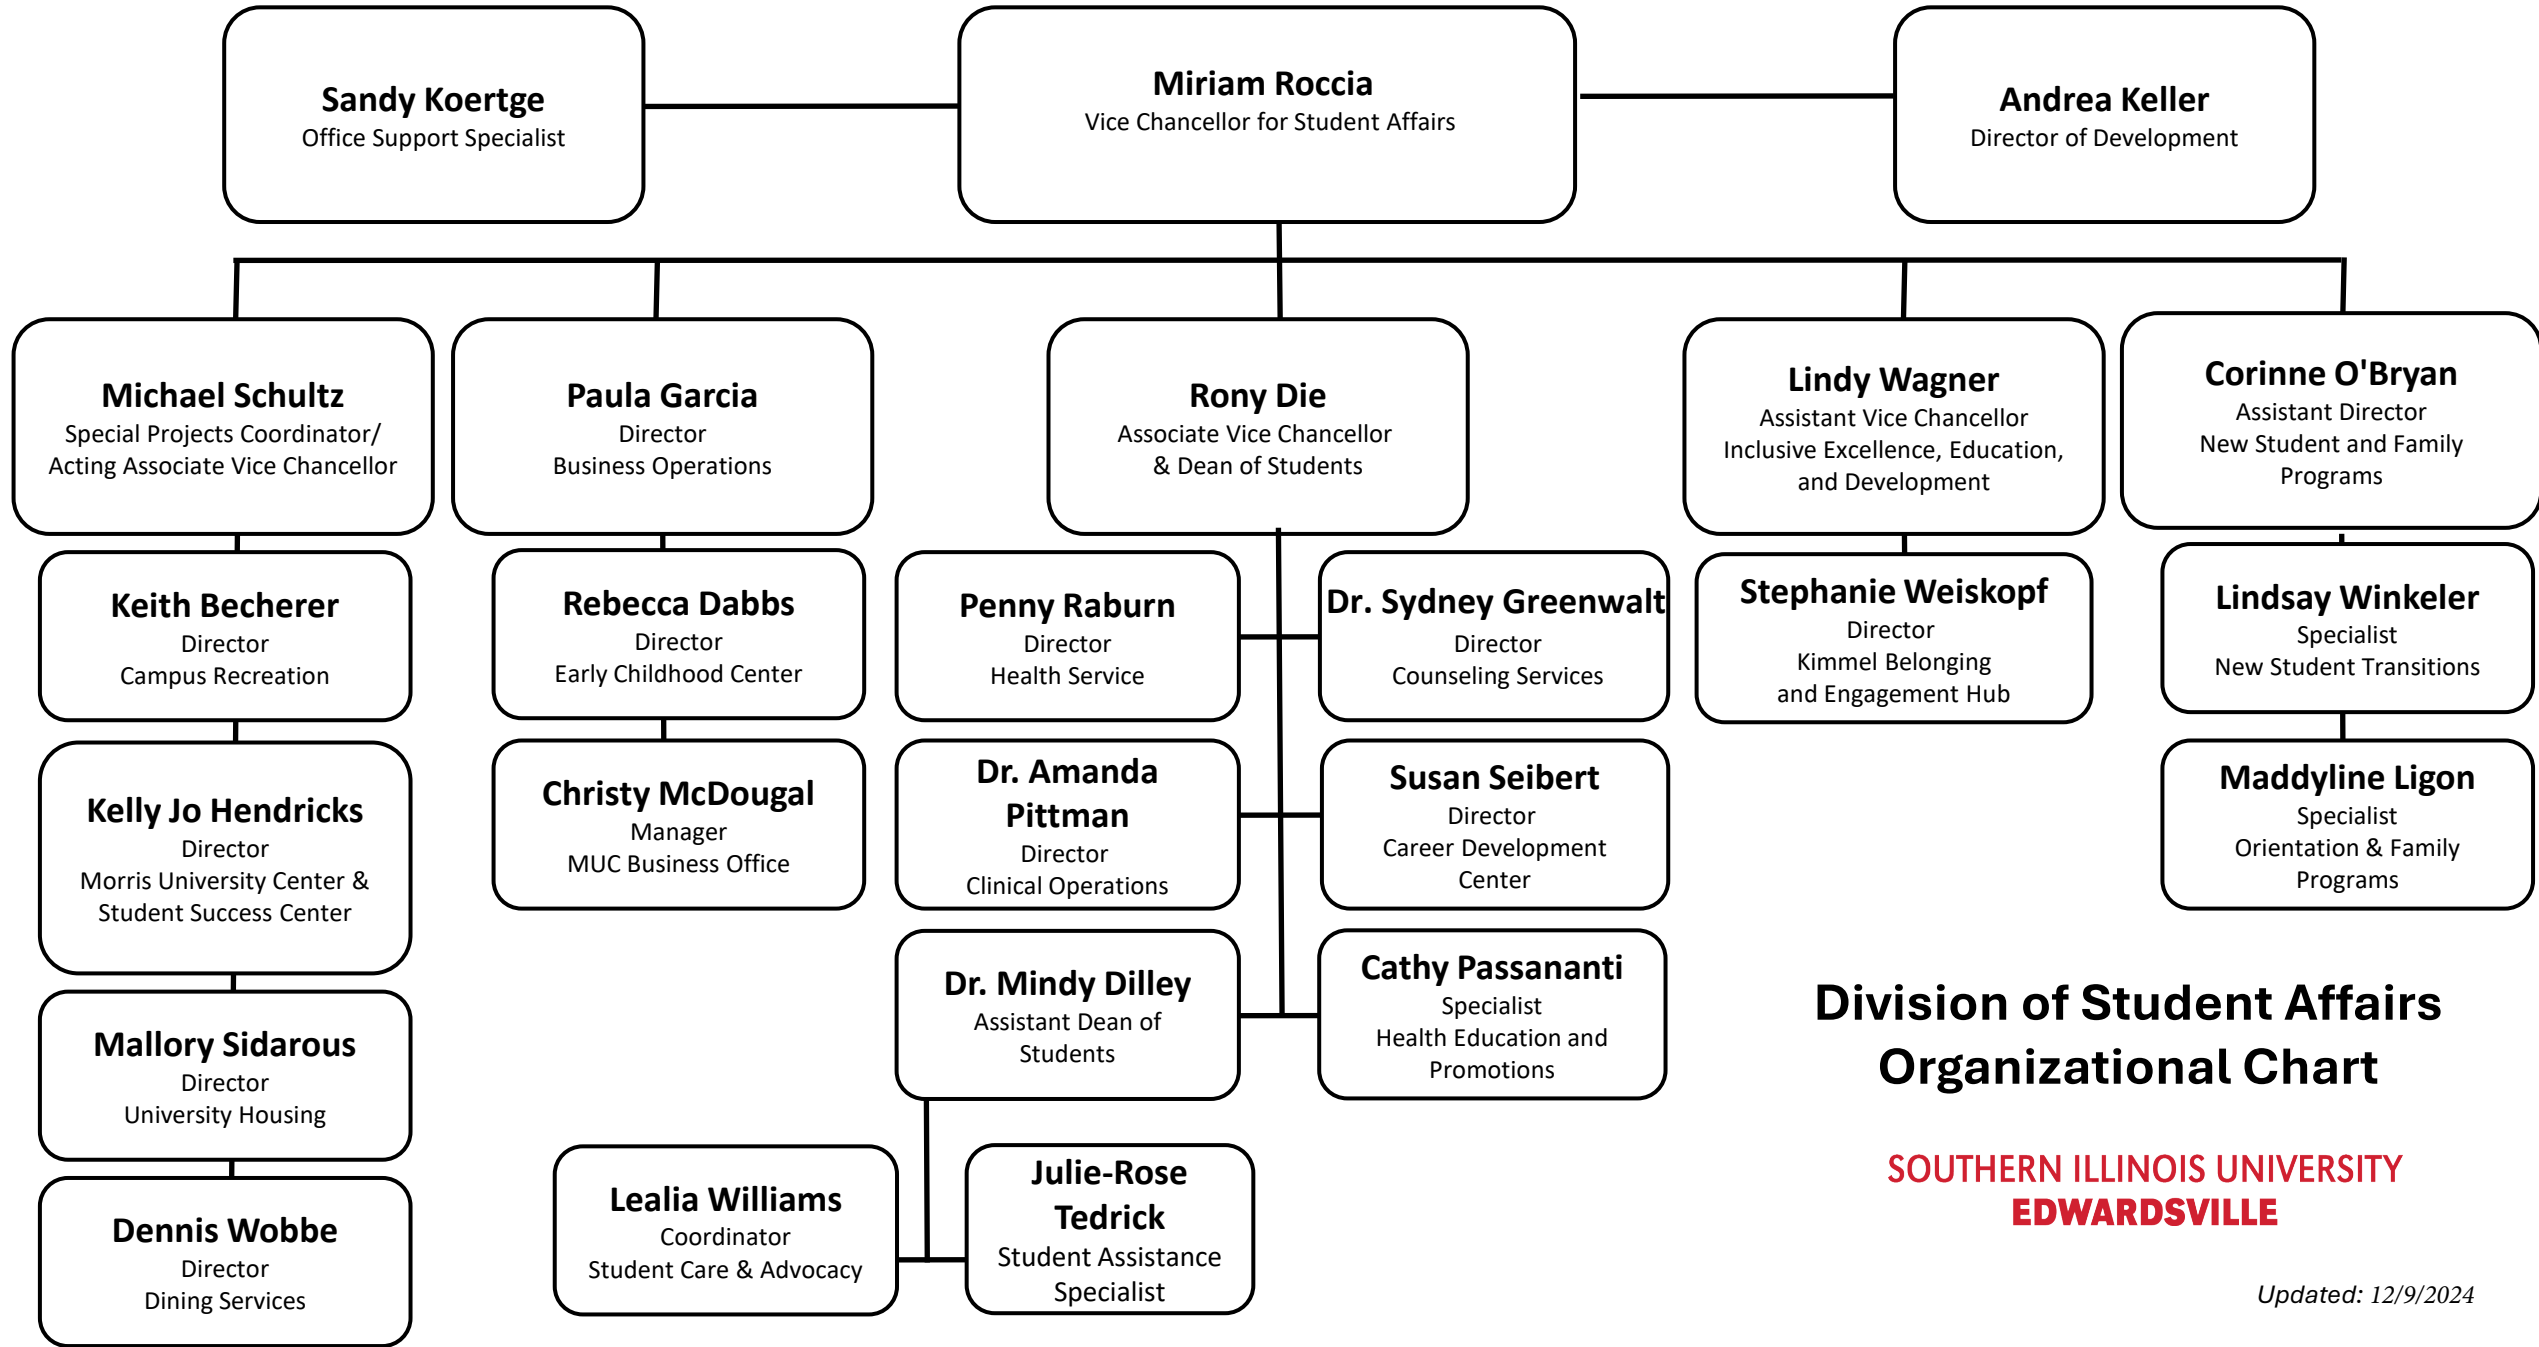 Sandy Koertge
Office Support Specialist
Miriam Roccia
Vice Chancellor for Student Affairs
Andrea Keller
Director of Development
Michael Schultz
Special Projects Coordinator/
Acting Associate Vice Chancellor
Paula Garcia
Director
Business Operations
Rony Die
Associate Vice Chancellor
& Dean of Students
Lindy Wagner
Assistant Vice Chancellor
Inclusive Excellence, Education,
and Development
Corinne O'Bryan
Assistant Director
New Student and Family
Programs
Keith Becherer
Director
Campus Recreation
Rebecca Dabbs
Director
Early Childhood Center
Penny Raburn
Director
Health Service
Dr. Sydney Greenwalt
Director
Counseling Services
Stephanie Weiskopf
Director
Kimmel Belonging
and Engagement Hub
Lindsay Winkeler
Specialist
New Student Transitions
Kelly Jo Hendricks
Director
Morris University Center &
Student Success Center
Christy McDougal
Manager
MUC Business Office
Dr. Amanda
Pittman
Director
Clinical Operations
Susan Seibert
Director
Career Development
Center
Maddyline Ligon
Specialist
Orientation & Family
Programs
Mallory Sidarous
Director
University Housing
Dr. Mindy Dilley
Assistant Dean of
Students
Cathy Passananti
Specialist
Health Education and
Promotions
Dennis Wobbe
Director
Dining Services
Lealia Williams
Coordinator
Student Care & Advocacy
Julie-Rose
Tedrick
Student Assistance
Specialist
Division of Student Affairs
Organizational Chart
SOUTHERN ILLINOIS UNIVERSITY
EDWARDSVILLE
Updated: 12/9/2024